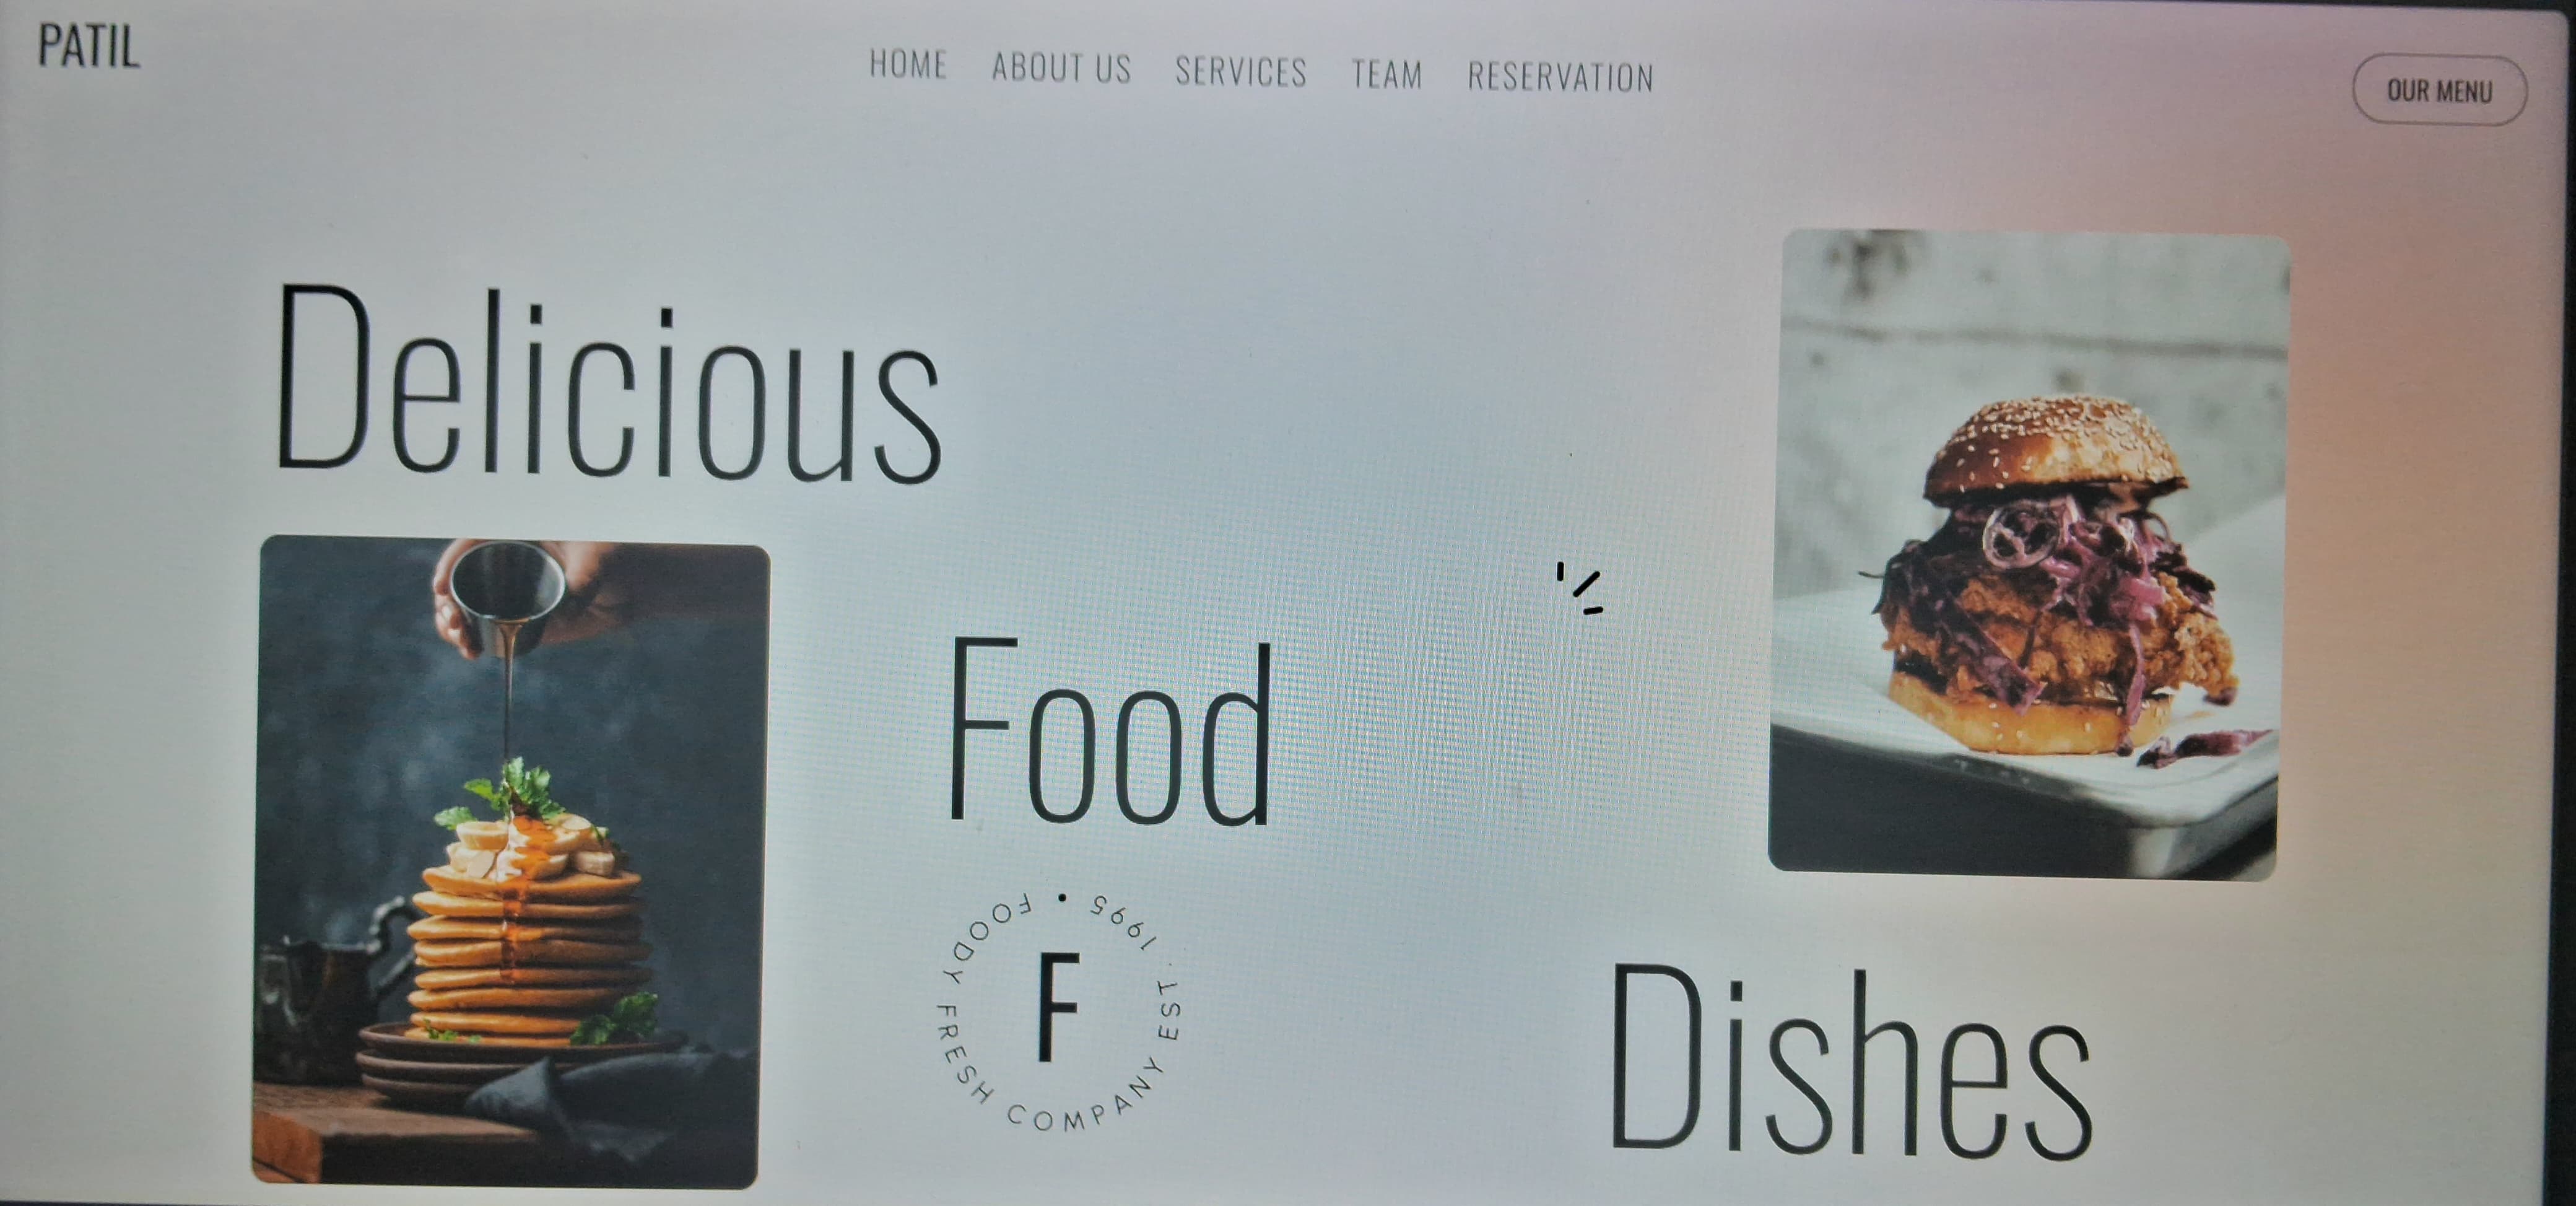 PATIL
HOME ABOUT US SERVICES TEAM RESERVATION
OUR MENU
Delicious
Food
FOODY FRESH COMPANY EST. 1995 •
F
Dishes